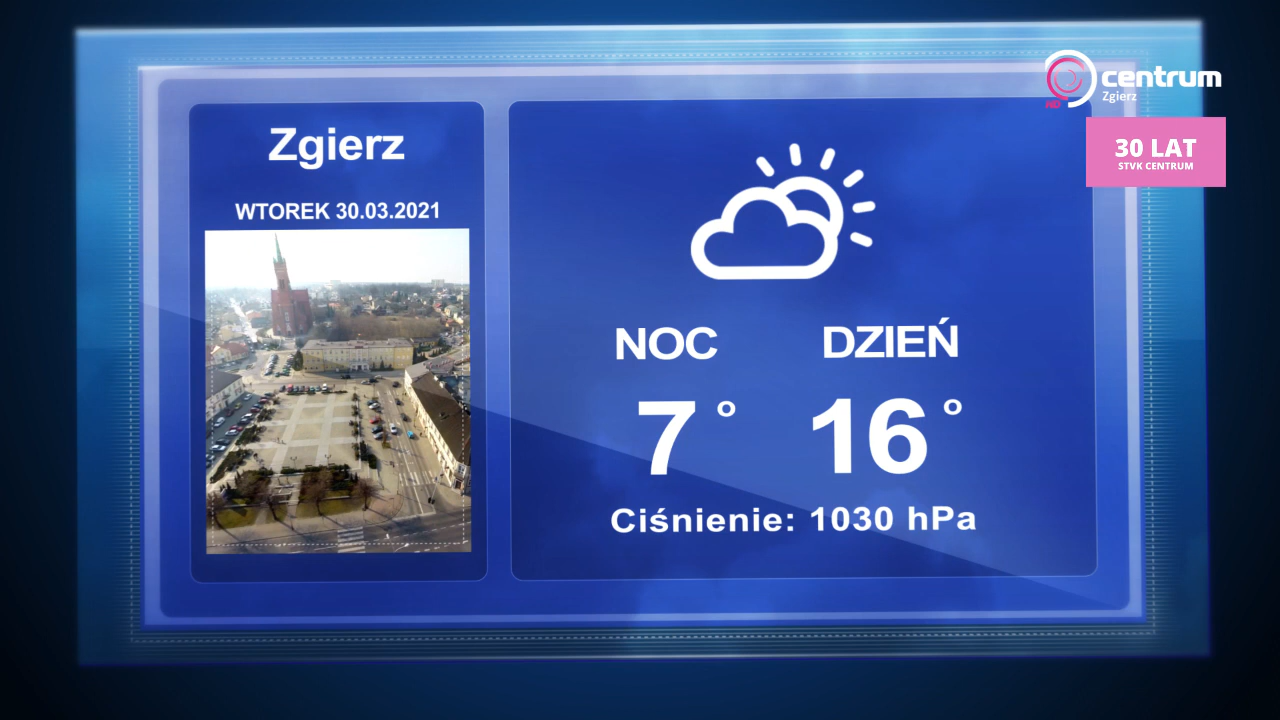 Zgierz
WTOREK 30.03.2021
NOC DZIEŃ
7° 16°
Ciśnienie: 1030 hPa
centrum
Zgierz
HD
30 LAT
STVK CENTRUM